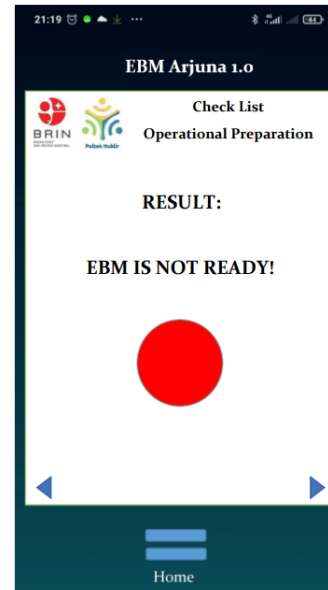 21:19
44
EBM Arjuna 1.0
BRIN
Poltek Nuklir
Check List
Operational Preparation
RESULT:
EBM IS NOT READY!
Home